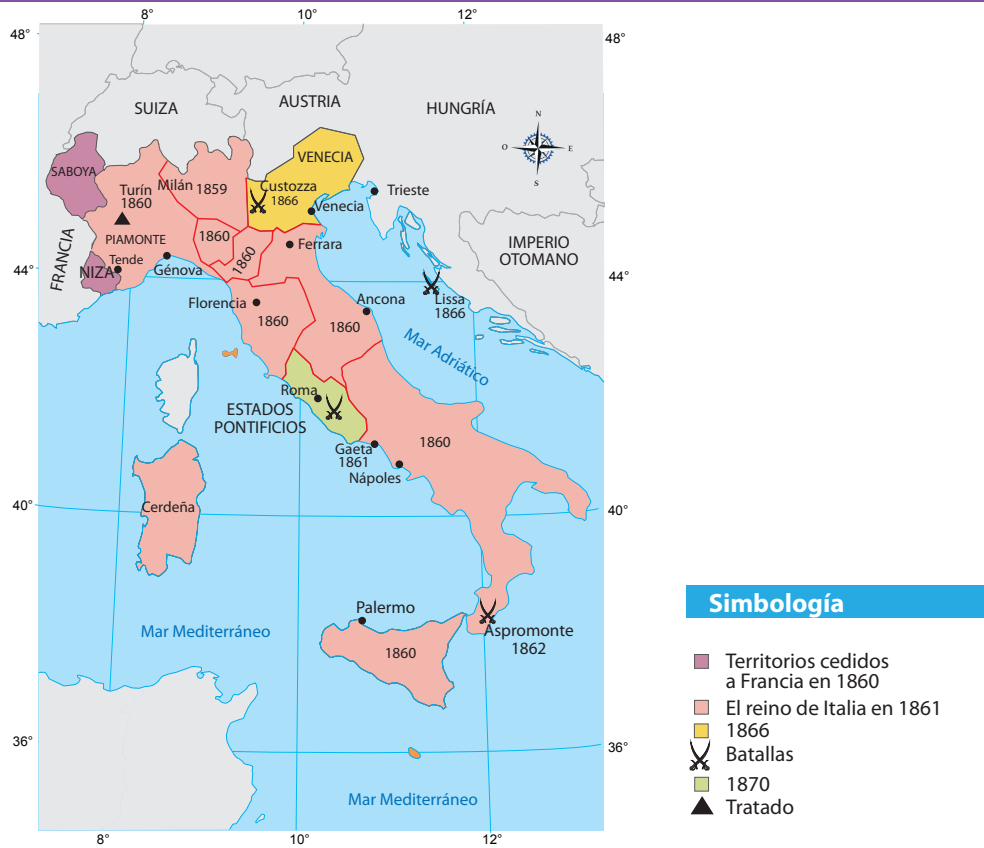 8°
10°
12°
48°
48°
SUIZA
AUSTRIA
HUNGRÍA
N
O
E
S
SABOYA
VENECIA
Turín
1860
Milán
1859
Custozza
1866
Venecia
Trieste
PIAMONTE
1860
1860
Ferrara
IMPERIO
OTOMANO
FRANCIA
NIZA
Tende
Génova
44°
44°
Florencia
1860
Ancona
1860
Lissa
1866
Mar Adriático
Roma
ESTADOS
PONTIFICIOS
Gaeta
1861
Nápoles
1860
40°
40°
Cerdeña
Mar Mediterráneo
Palermo
1860
Aspromonte
1862
36°
36°
Mar Mediterráneo
8°
10°
12°
Simbología
Territorios cedidos
a Francia en 1860
El reino de Italia en 1861
1866
Batallas
1870
Tratado